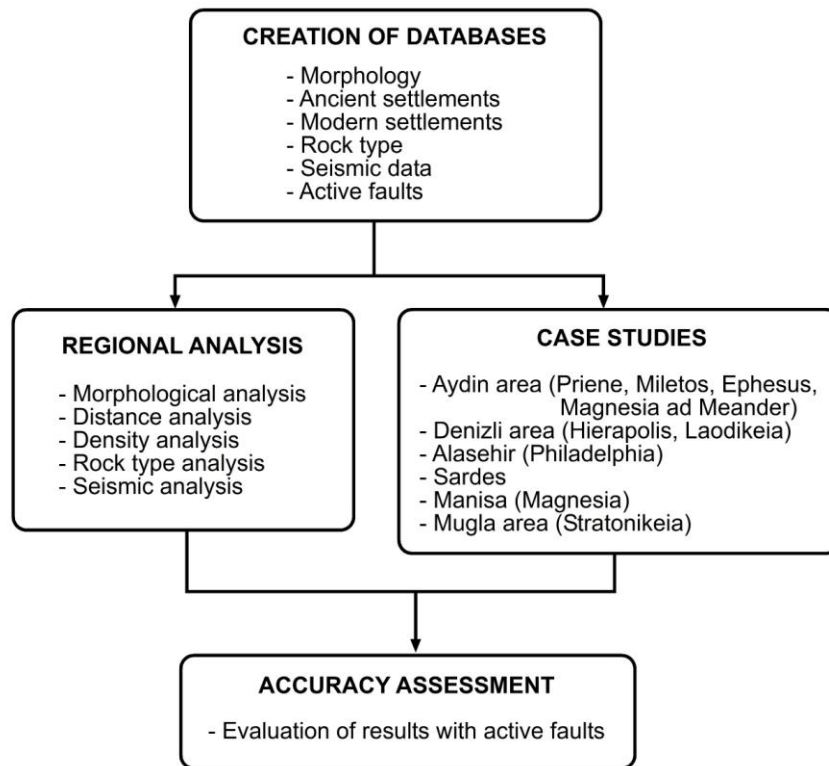 CREATION OF DATABASES
- Morphology
- Ancient settlements
- Modern settlements
- Rock type
- Seismic data
- Active faults
REGIONAL ANALYSIS
- Morphological analysis
- Distance analysis
- Density analysis
- Rock type analysis
- Seismic analysis
CASE STUDIES
- Aydin area (Priene, Miletos, Ephesus,
Magnesia ad Meander)
- Denizli area (Hierapolis, Laodikeia)
- Alasehir (Philadelphia)
- Sardes
- Manisa (Magnesia)
- Mugla area (Stratonikeia)
ACCURACY ASSESSMENT
- Evaluation of results with active faults